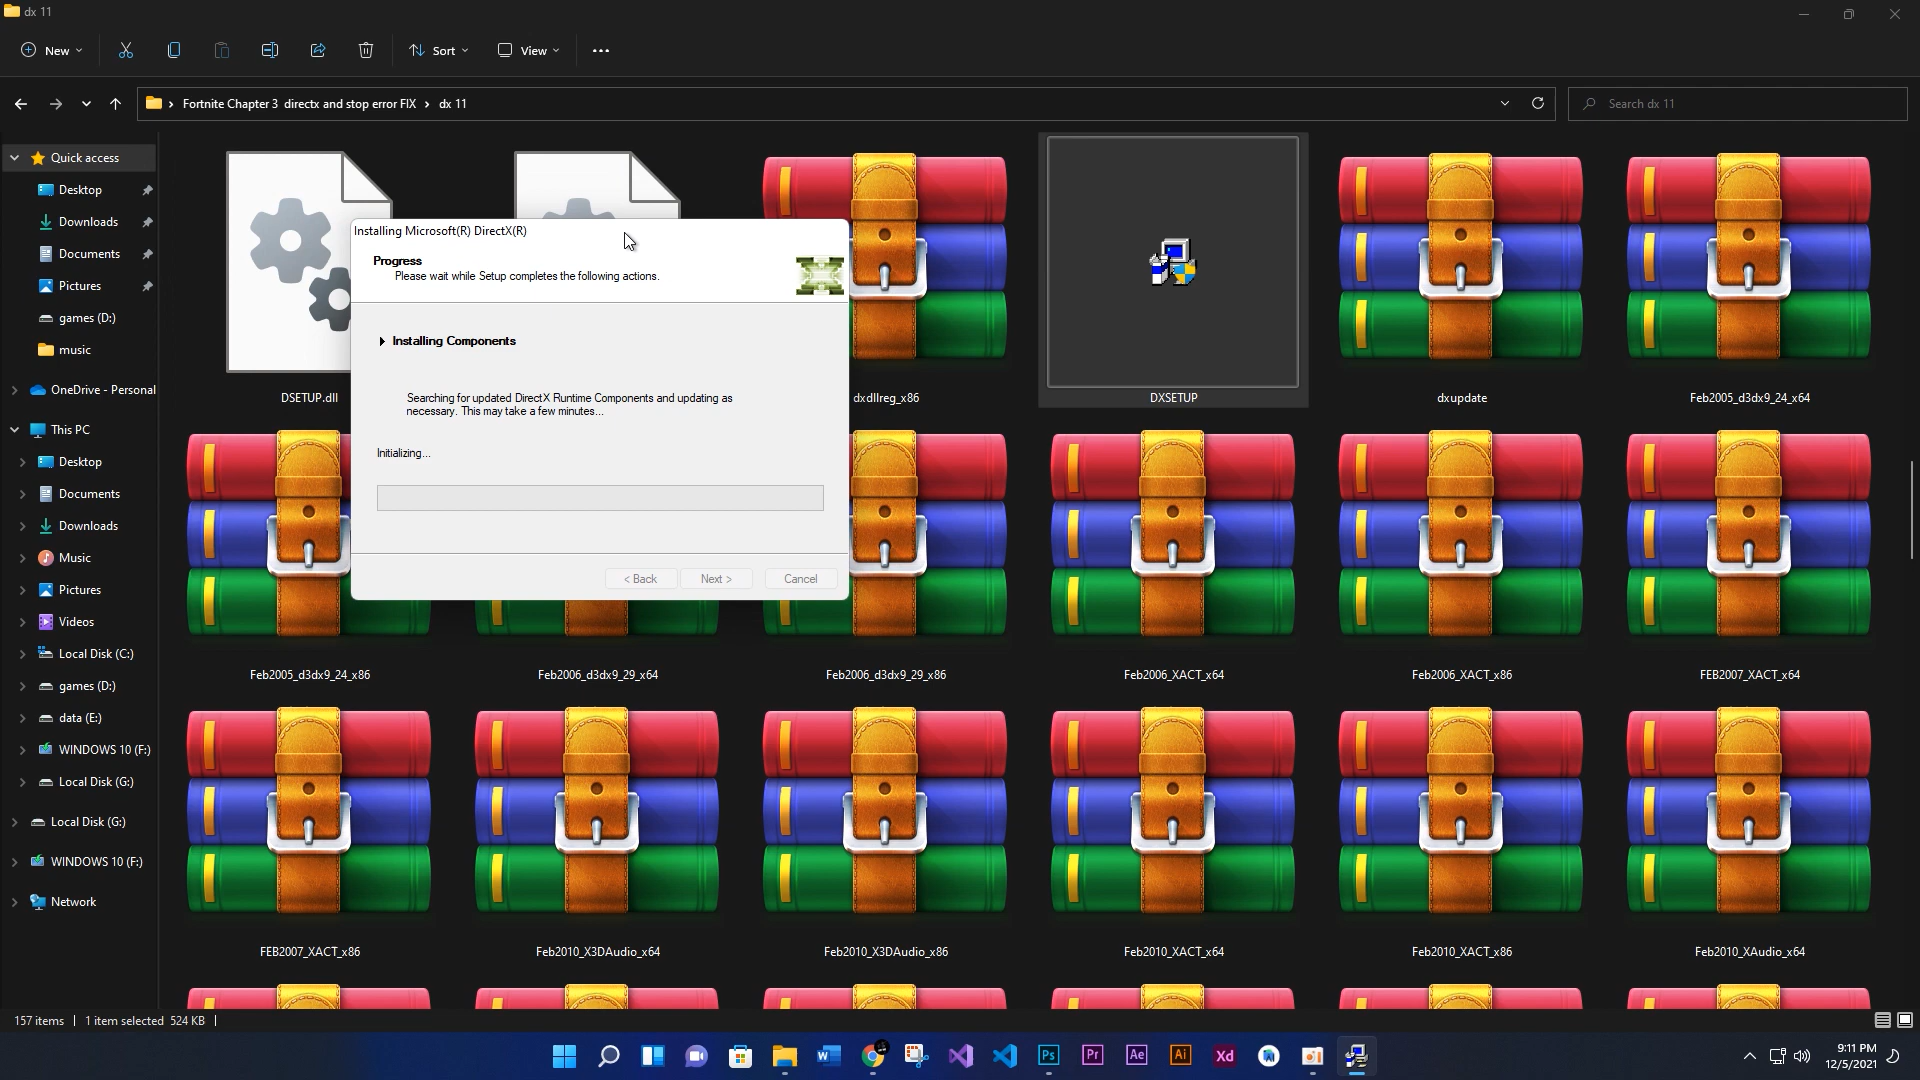 dx 11
New
Sort
View
Fortnite Chapter 3 directx and stop error FIX
dx 11
Search dx 11
Quick access
Desktop
Downloads
Documents
Pictures
games (D:)
music
OneDrive - Personal
This PC
Desktop
Documents
Downloads
Music
Pictures
Videos
Local Disk (C:)
games (D:)
data (E:)
WINDOWS 10 (F:)
Local Disk (G:)
Local Disk (G:)
WINDOWS 10 (F:)
Network
Installing Microsoft(R) DirectX(R)
Progress
Please wait while Setup completes the following actions.
Installing Components
Searching for updated DirectX Runtime Components and updating as
necessary. This may take a few minutes...
Initializing...
< Back
Next >
Cancel
DSETUP.dll
dxdllreg_x86
DXSETUP
dxupdate
Feb2005_d3dx9_24_x64
Feb2005_d3dx9_24_x86
Feb2006_d3dx9_29_x64
Feb2006_d3dx9_29_x86
Feb2006_XACT_x64
Feb2006_XACT_x86
FEB2007_XACT_x64
FEB2007_XACT_x86
Feb2010_X3DAudio_x64
Feb2010_X3DAudio_x86
Feb2010_XACT_x64
Feb2010_XACT_x86
Feb2010_XAudio_x64
157 items
1 item selected 524 KB
Ps
Pr
Ae
Ai
Xd
9:11 PM
12/5/2021